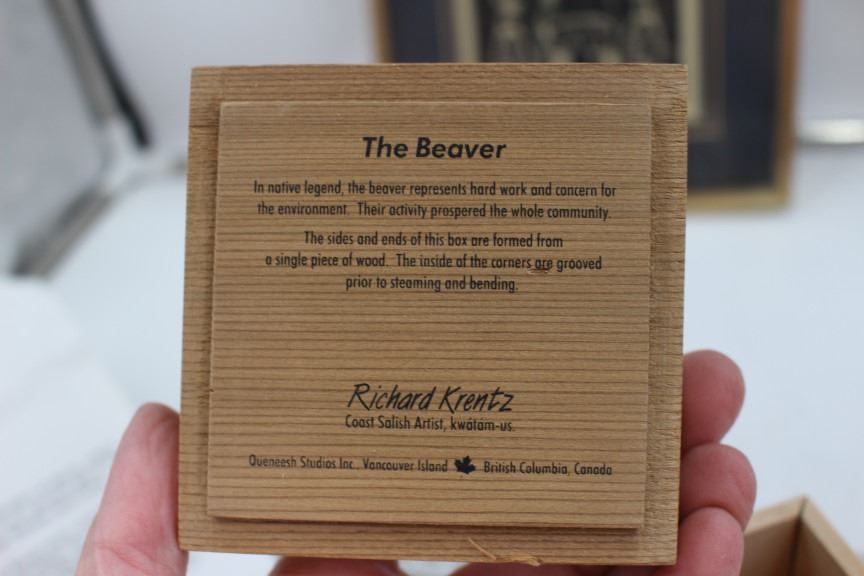 The Beaver
In native legend, the beaver represents hard work and concern for
the environment. Their activity prospered the whole community.
The sides and ends of this box are formed from
a single piece of wood. The inside of the corners are grooved
prior to steaming and bending.
Richard Krentz
Coast Salish Artist, kwátám-us.
Queneesh Studios Inc. Vancouver Island British Columbia, Canada